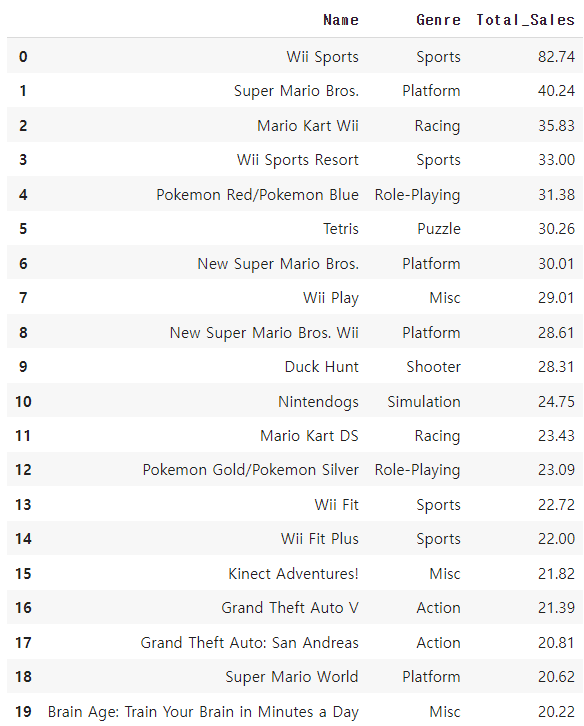 Name Genre Total_Sales
0 Wii Sports Sports 82.74
1 Super Mario Bros. Platform 40.24
2 Mario Kart Wii Racing 35.83
3 Wii Sports Resort Sports 33.00
4 Pokemon Red/Pokemon Blue Role-Playing 31.38
5 Tetris Puzzle 30.26
6 New Super Mario Bros. Platform 30.01
7 Wii Play Misc 29.01
8 New Super Mario Bros. Wii Platform 28.61
9 Duck Hunt Shooter 28.31
10 Nintendogs Simulation 24.75
11 Mario Kart DS Racing 23.43
12 Pokemon Gold/Pokemon Silver Role-Playing 23.09
13 Wii Fit Sports 22.72
14 Wii Fit Plus Sports 22.00
15 Kinect Adventures! Misc 21.82
16 Grand Theft Auto V Action 21.39
17 Grand Theft Auto: San Andreas Action 20.81
18 Super Mario World Platform 20.62
19 Brain Age: Train Your Brain in Minutes a Day Misc 20.22